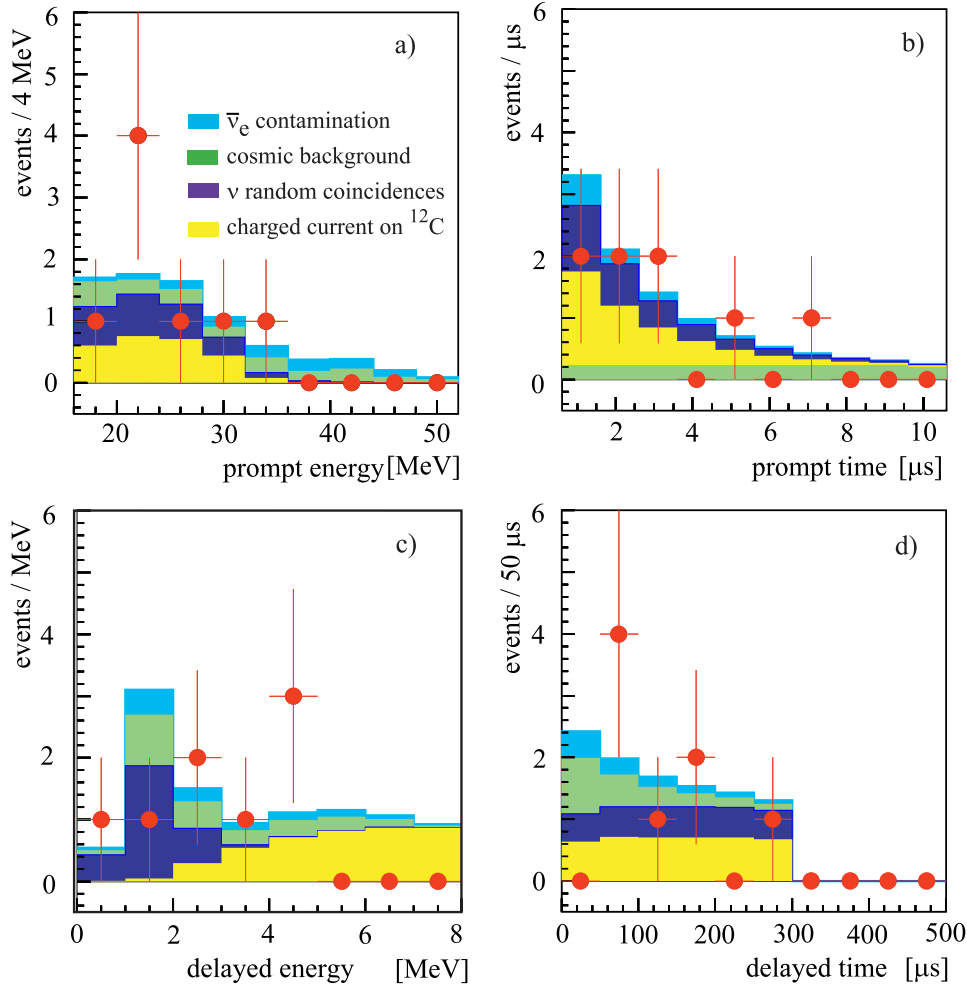 a)
events / 4 MeV
6
4
3
2
1
0
ν̅e contamination
cosmic background
ν random coincidences
charged current on ¹²C
20 30 40 50
prompt energy [MeV]
b)
events / μs
6
4
2
0
2 4 6 8 10
prompt time [μs]
c)
events / MeV
6
4
2
0
0 2 4 6 8
delayed energy [MeV]
d)
events / 50 μs
6
4
2
0
0 100 200 300 500
delayed time [μs]